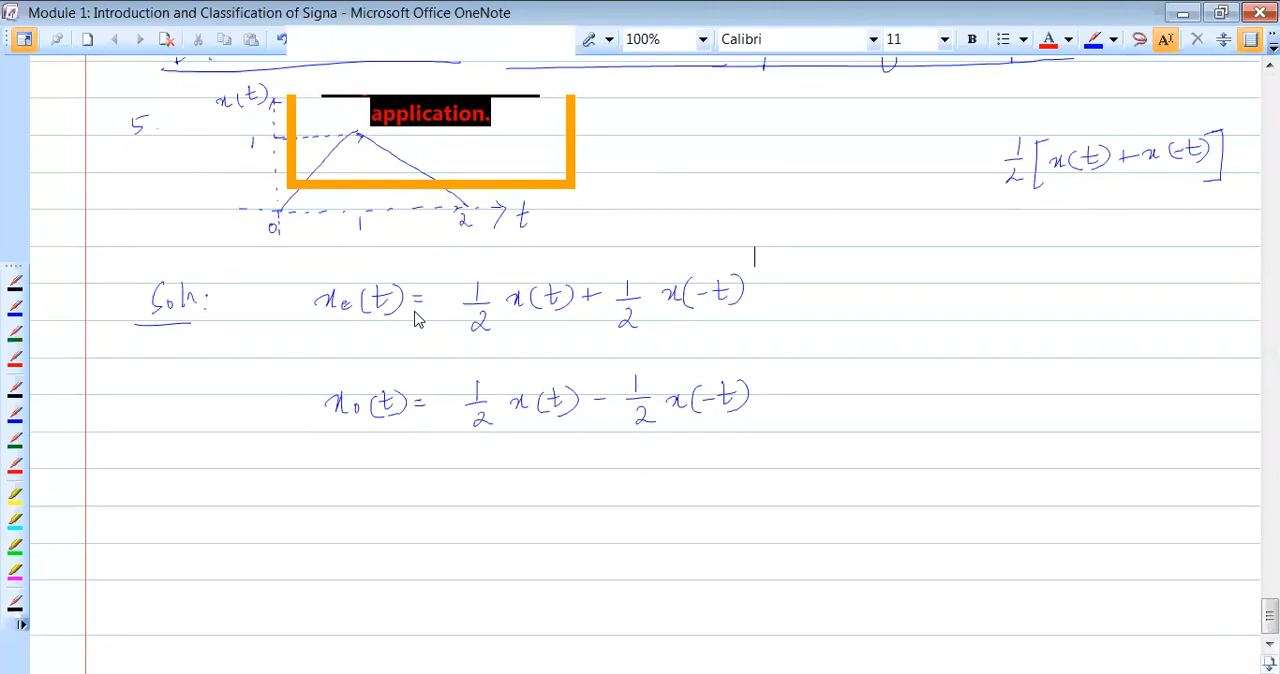 Module 1: Introduction and Classification of Signa - Microsoft Office OneNote
100% Calibri 11 B A A
x(t)
application.
5.
1
0 1 2 t
1/2 [x(t) + x(-t)]
Soln: xe(t) = 1/2 x(t) + 1/2 x(-t)
x0(t) = 1/2 x(t) - 1/2 x(-t)